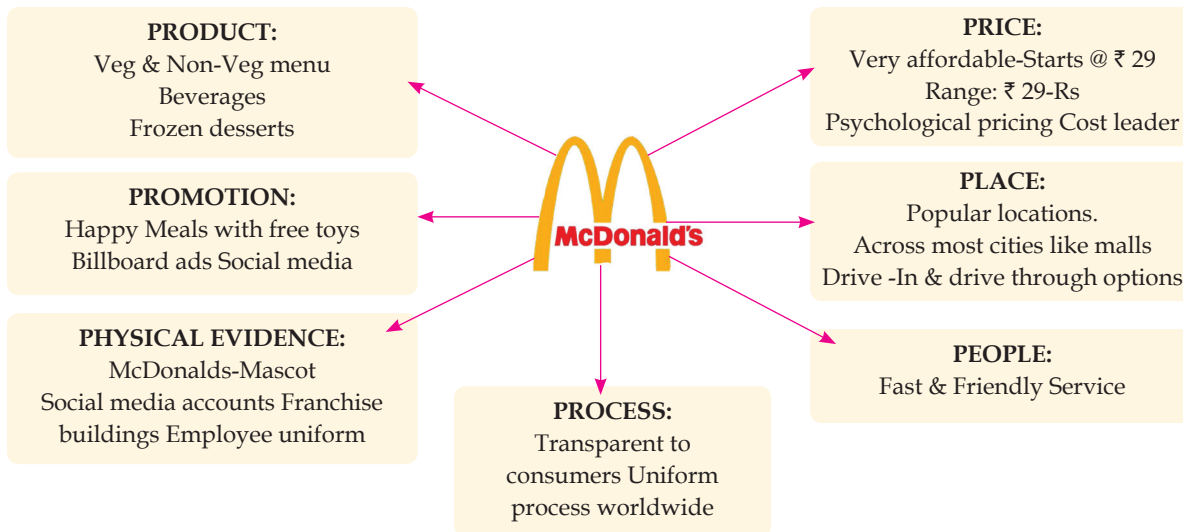 PRODUCT:
Veg & Non-Veg menu
Beverages
Frozen desserts
PRICE:
Very affordable-Starts @ ₹ 29
Range: ₹ 29-Rs
Psychological pricing Cost leader
PROMOTION:
Happy Meals with free toys
Billboard ads Social media
McDonald's
PLACE:
Popular locations.
Across most cities like malls
Drive -In & drive through options
PHYSICAL EVIDENCE:
McDonalds-Mascot
Social media accounts Franchise
buildings Employee uniform
PROCESS:
Transparent to
consumers Uniform
process worldwide
PEOPLE:
Fast & Friendly Service